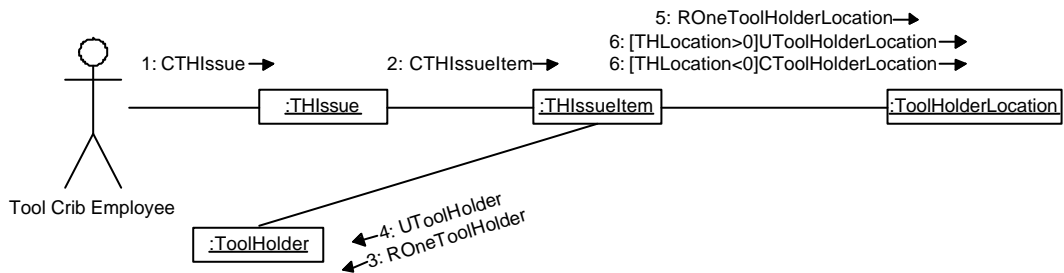 5: ROneToolHolderLocation
6: [THLocation>0]UToolHolderLocation
1: CTHIssue
2: CTHIssueItem
6: [THLocation<0]CToolHolderLocation
:THIssue
:THIssueItem
:ToolHolderLocation
Tool Crib Employee
4: UToolHolder
:ToolHolder
3: ROneToolHolder